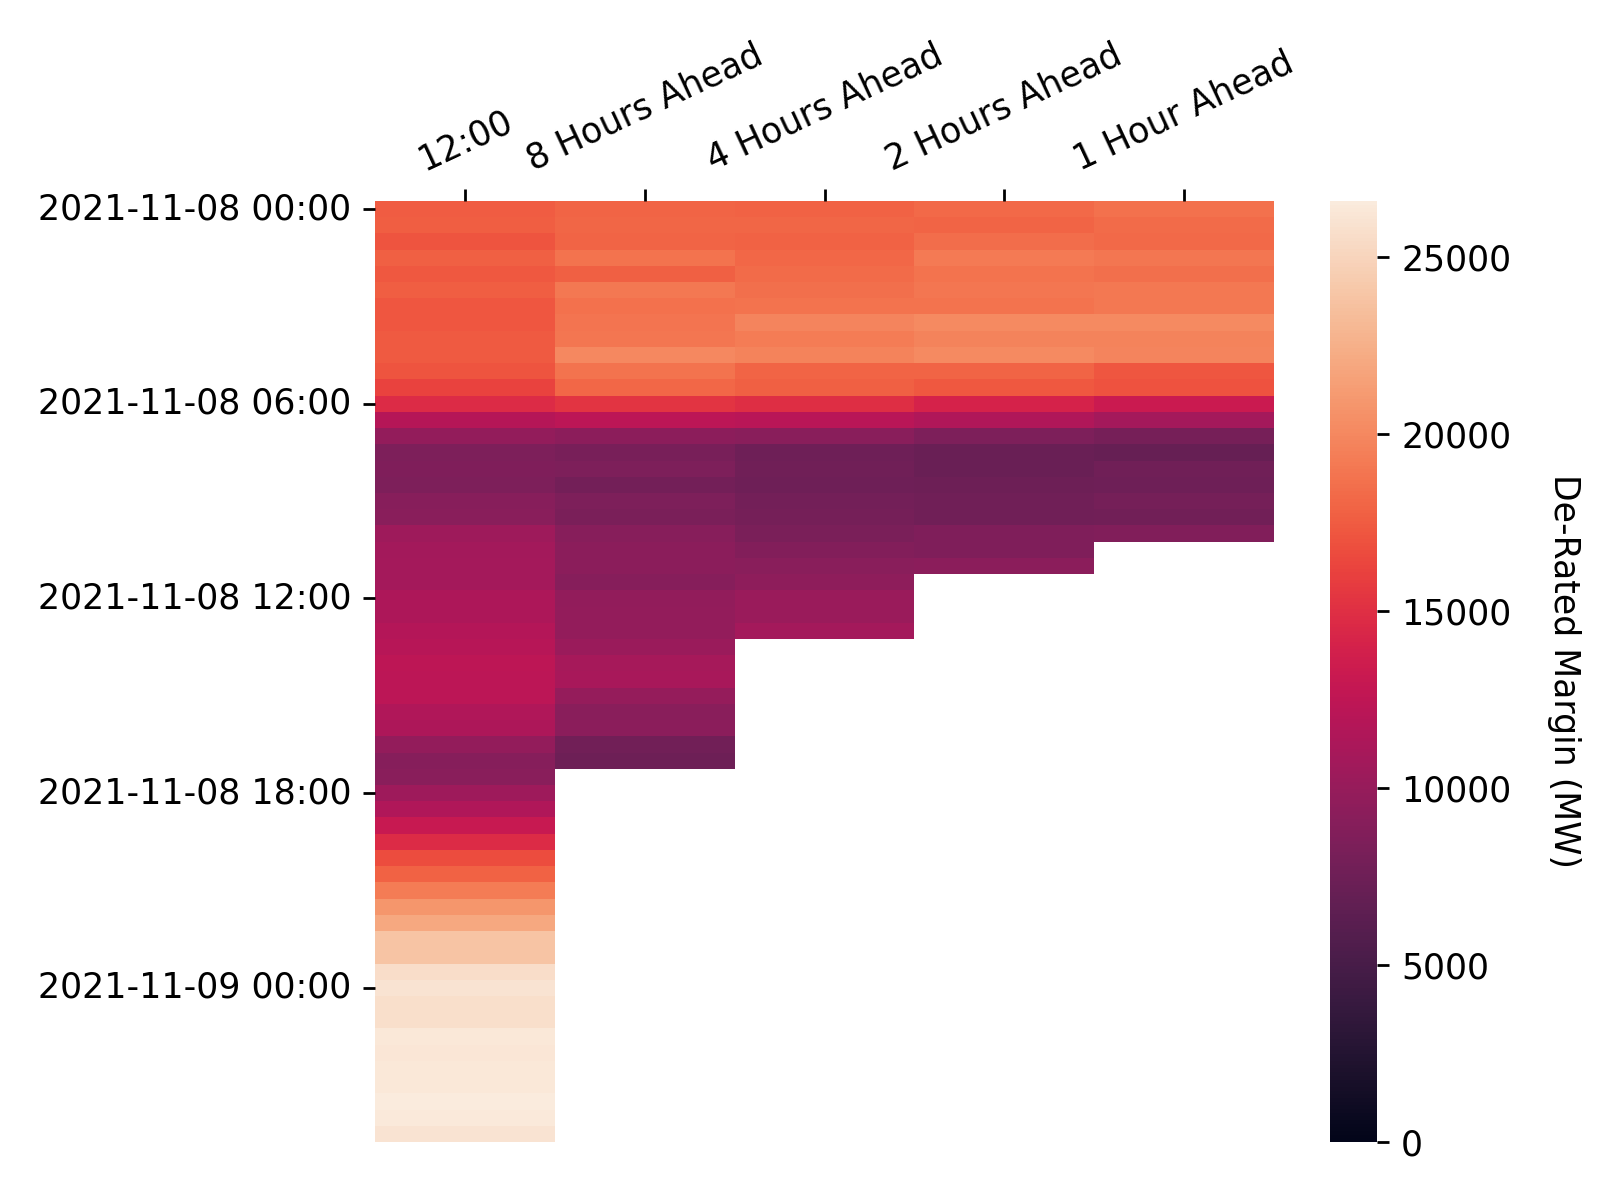 12:00
8 Hours Ahead
4 Hours Ahead
2 Hours Ahead
1 Hour Ahead
2021-11-08 00:00
2021-11-08 06:00
2021-11-08 12:00
2021-11-08 18:00
2021-11-09 00:00
25000
20000
15000
10000
5000
0
De-Rated Margin (MW)